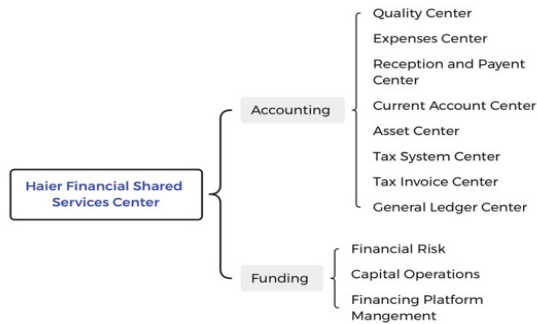 Quality Center
Expenses Center
Reception and Payent
Center
Accounting
Current Account Center
Asset Center
Tax System Center
Tax Invoice Center
General Ledger Center
Haier Financial Shared
Services Center
Funding
Financial Risk
Capital Operations
Financing Platform
Mangement